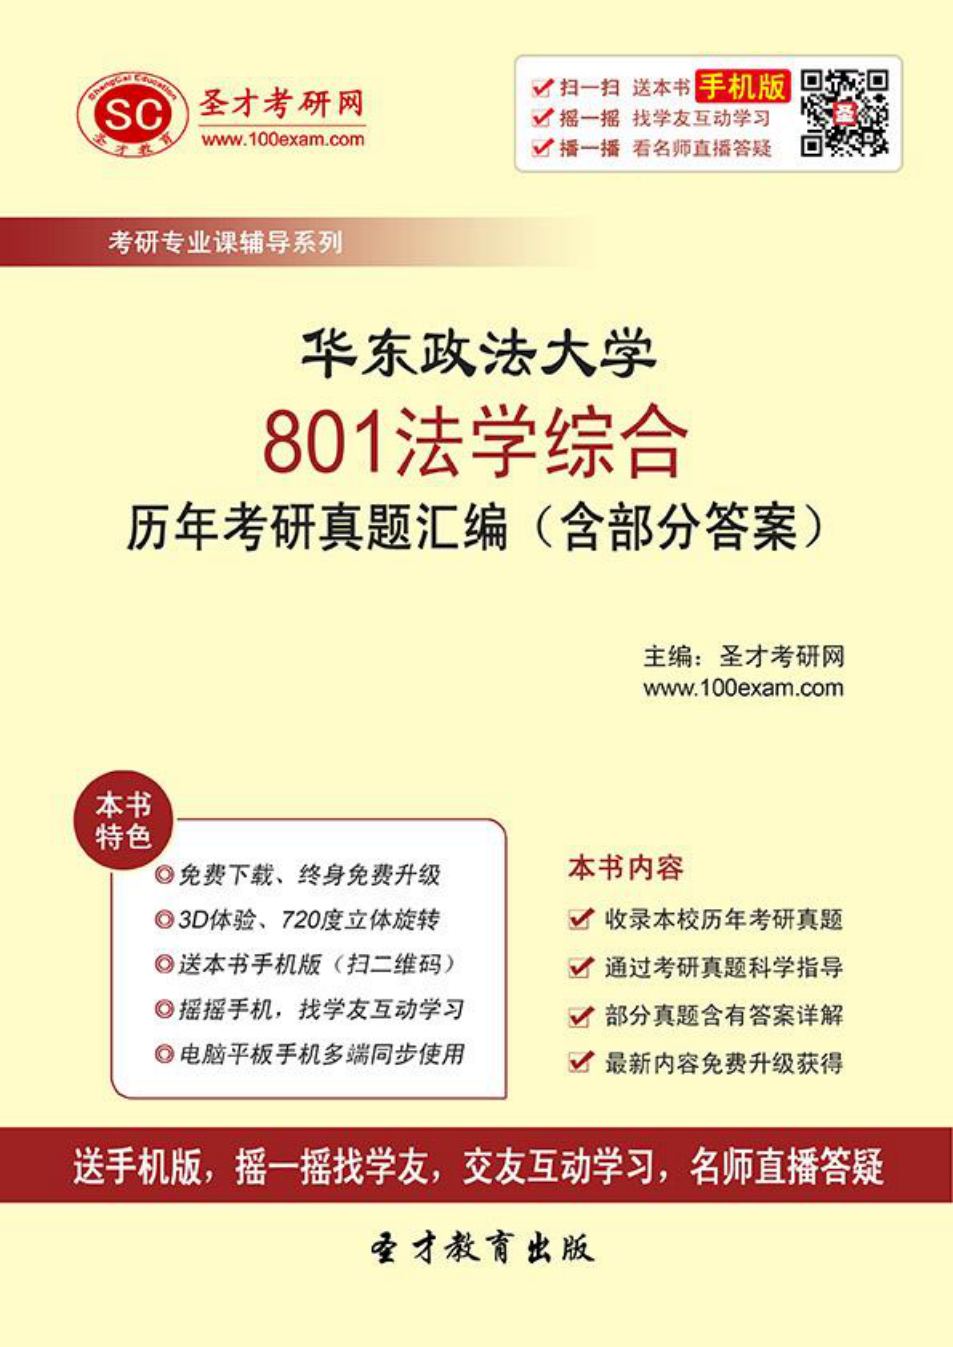 ShengCai Education
SC
圣才教育
圣才考研网
www.100exam.com
扫一扫 送本书 手机版
摇一摇 找学友互动学习
播一播 看名师直播答疑
圣
考研专业课辅导系列
华东政法大学
801法学综合
历年考研真题汇编（含部分答案）
主编：圣才考研网
www.100exam.com
本书
特色
◎免费下载、终身免费升级
◎3D体验、720度立体旋转
◎送本书手机版（扫二维码）
◎摇摇手机，找学友互动学习
◎电脑平板手机多端同步使用
本书内容
收录本校历年考研真题
通过考研真题科学指导
部分真题含有答案详解
最新内容免费升级获得
送手机版，摇一摇找学友，交友互动学习，名师直播答疑
圣才教育出版